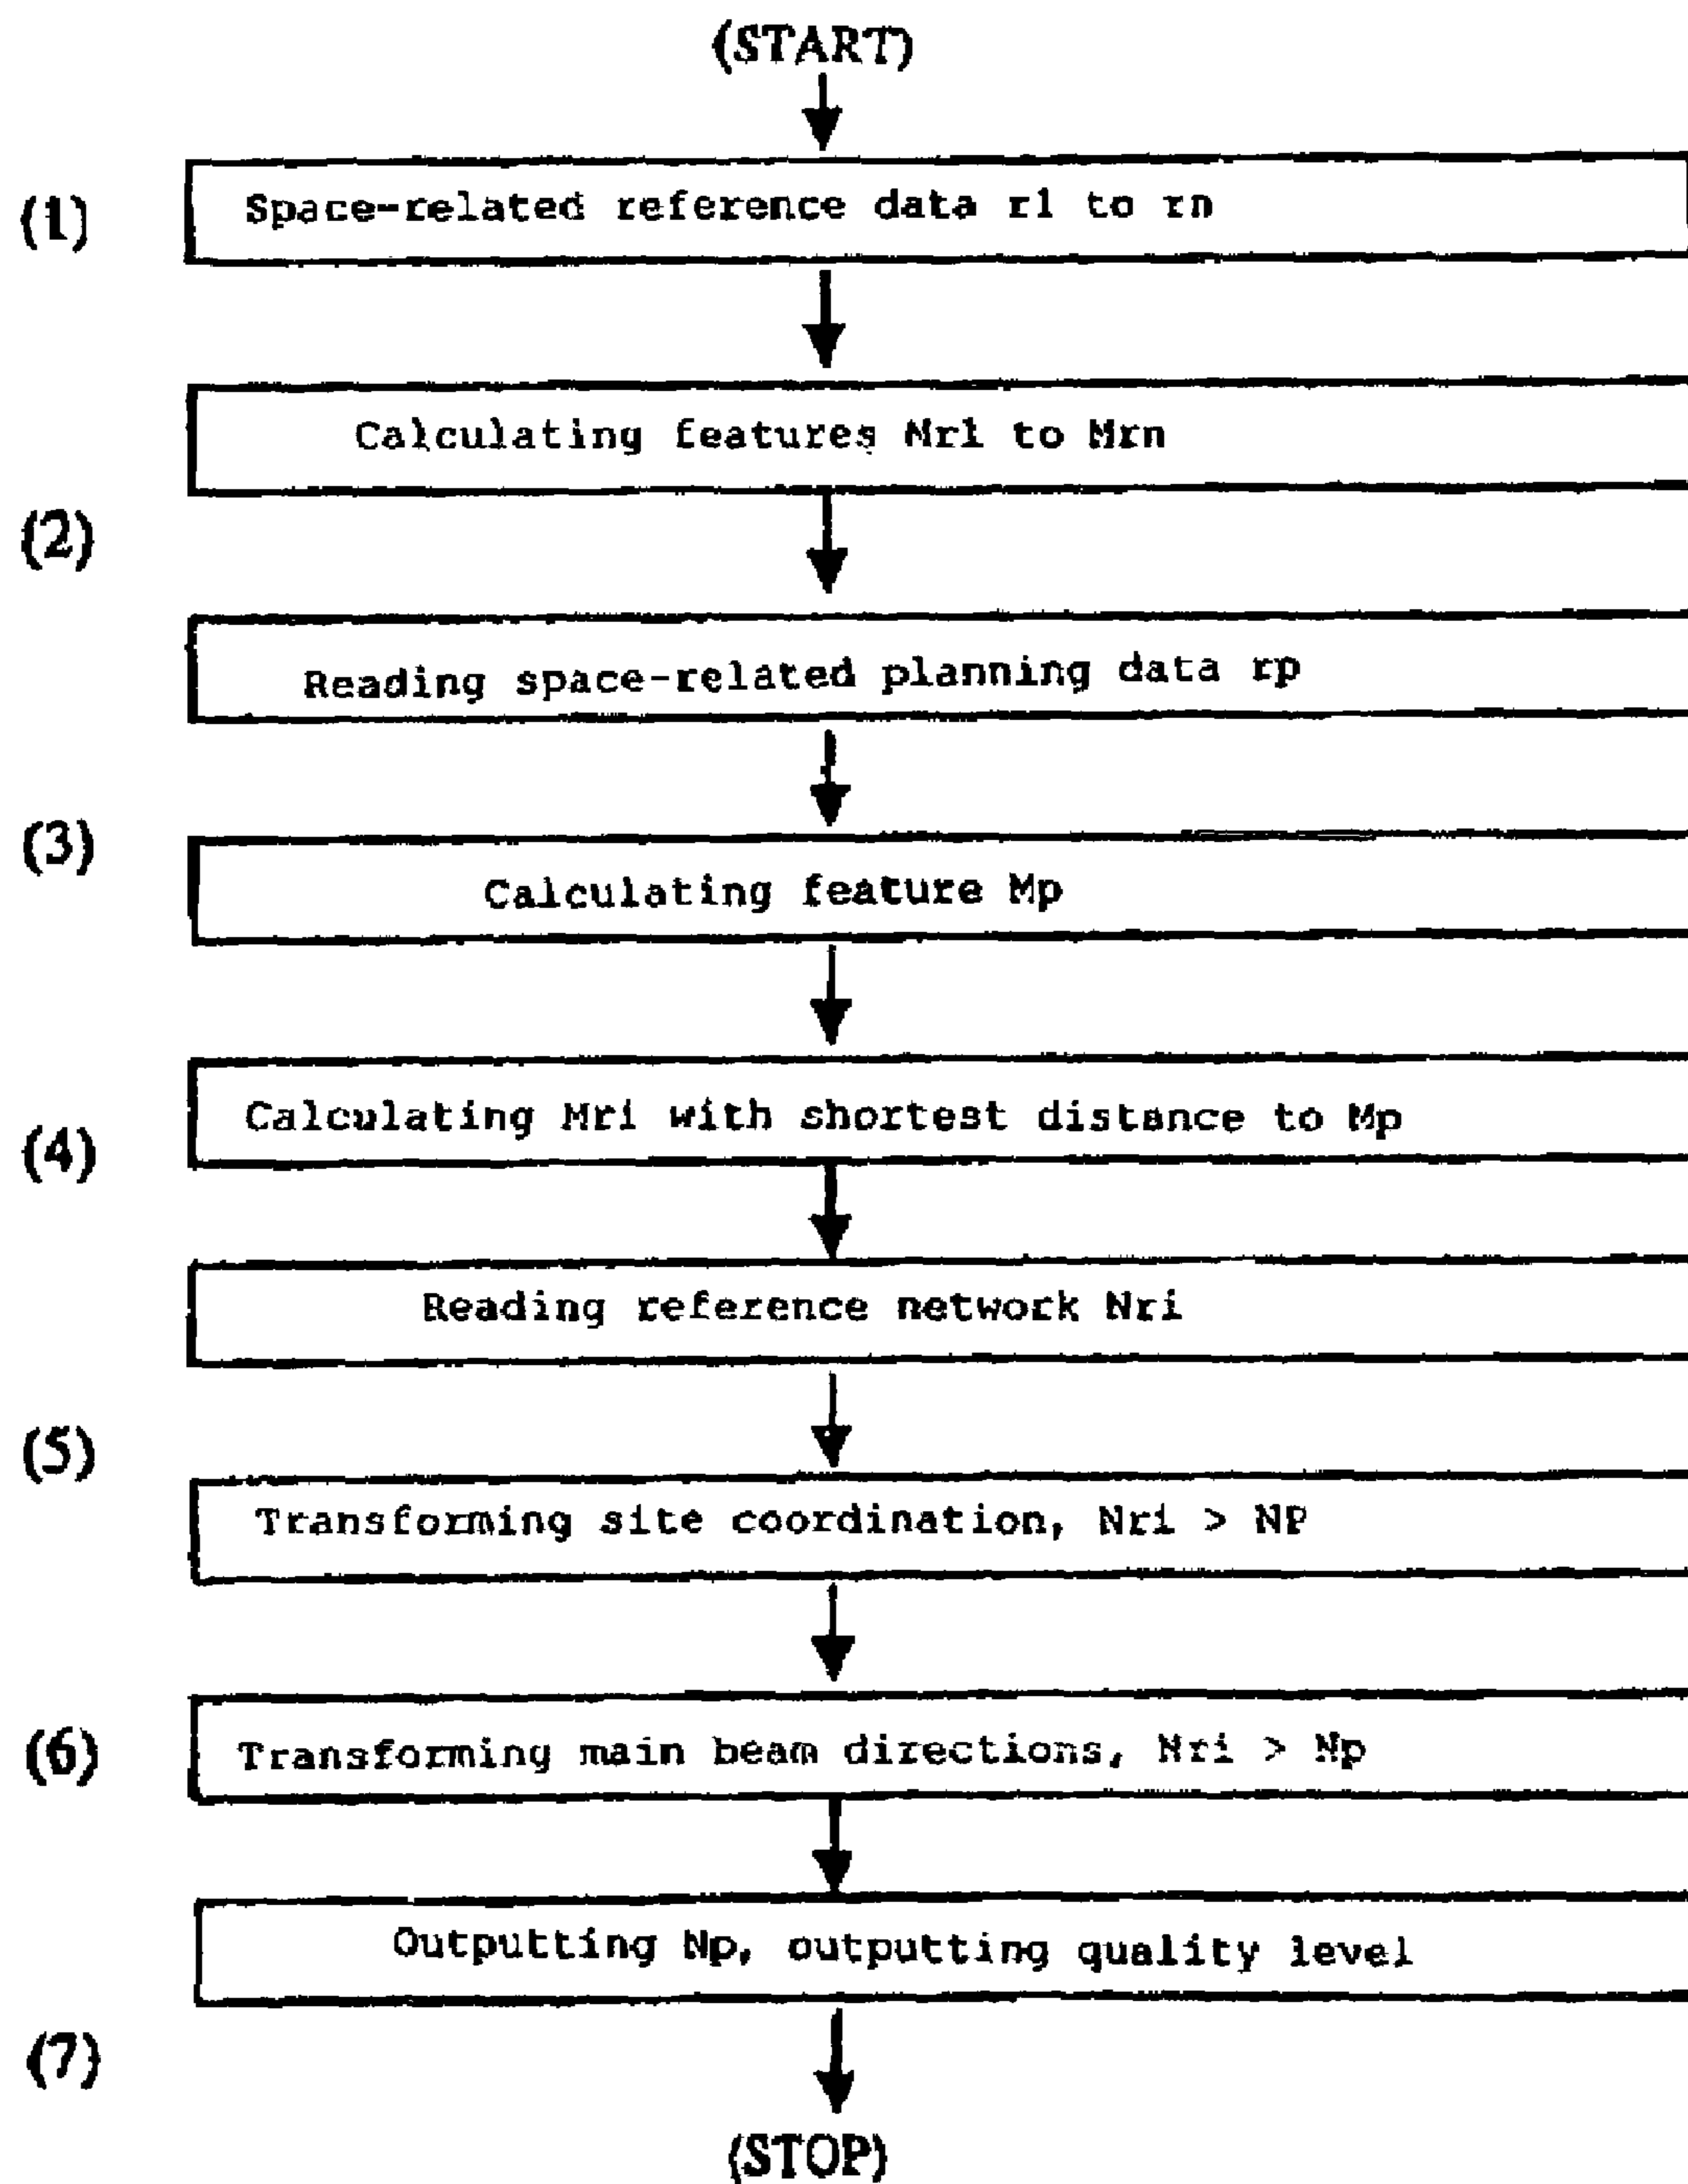 (START)
(1)
Space-related reference data r1 to rn
Calculating features Mr1 to Mrn
(2)
Reading space-related planning data rp
(3)
Calculating feature Mp
(4)
Calculating Mri with shortest distance to Mp
Reading reference network Nri
(5)
Transforming site coordination, Nri > NP
(6)
Transforming main beam directions, Nri > Np
Outputting Np, outputting quality level
(7)
(STOP)